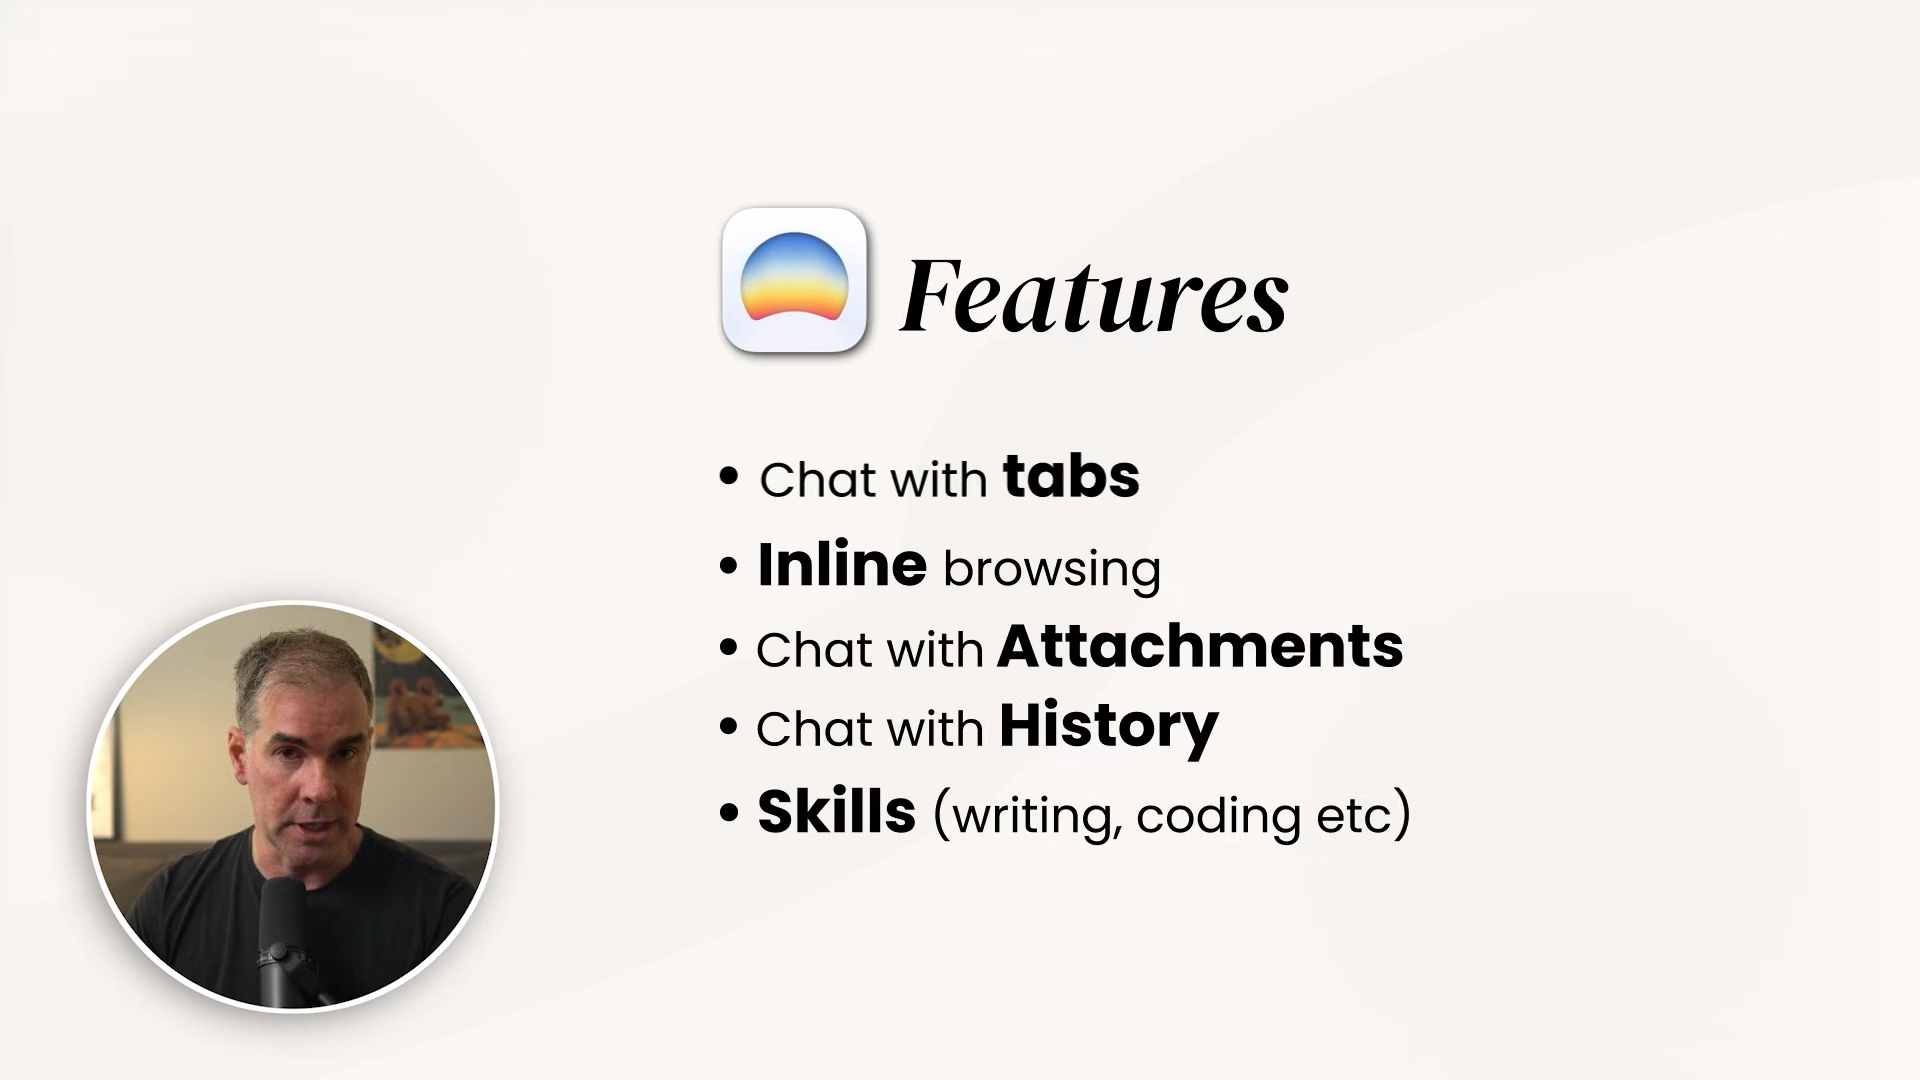 Features
• Chat with tabs
• Inline browsing
• Chat with Attachments
• Chat with History
• Skills (writing, coding etc)